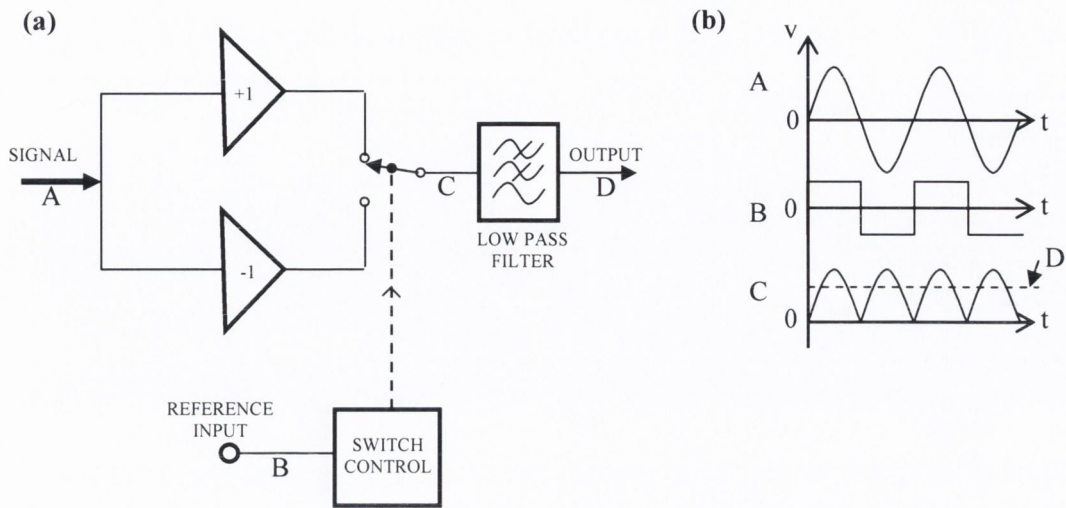 (a)
+1
SIGNAL
A
-1
C
LOW PASS
FILTER
OUTPUT
D
REFERENCE
INPUT
B
SWITCH
CONTROL
(b)
v
A
0
t
B
0
t
D
C
0
t